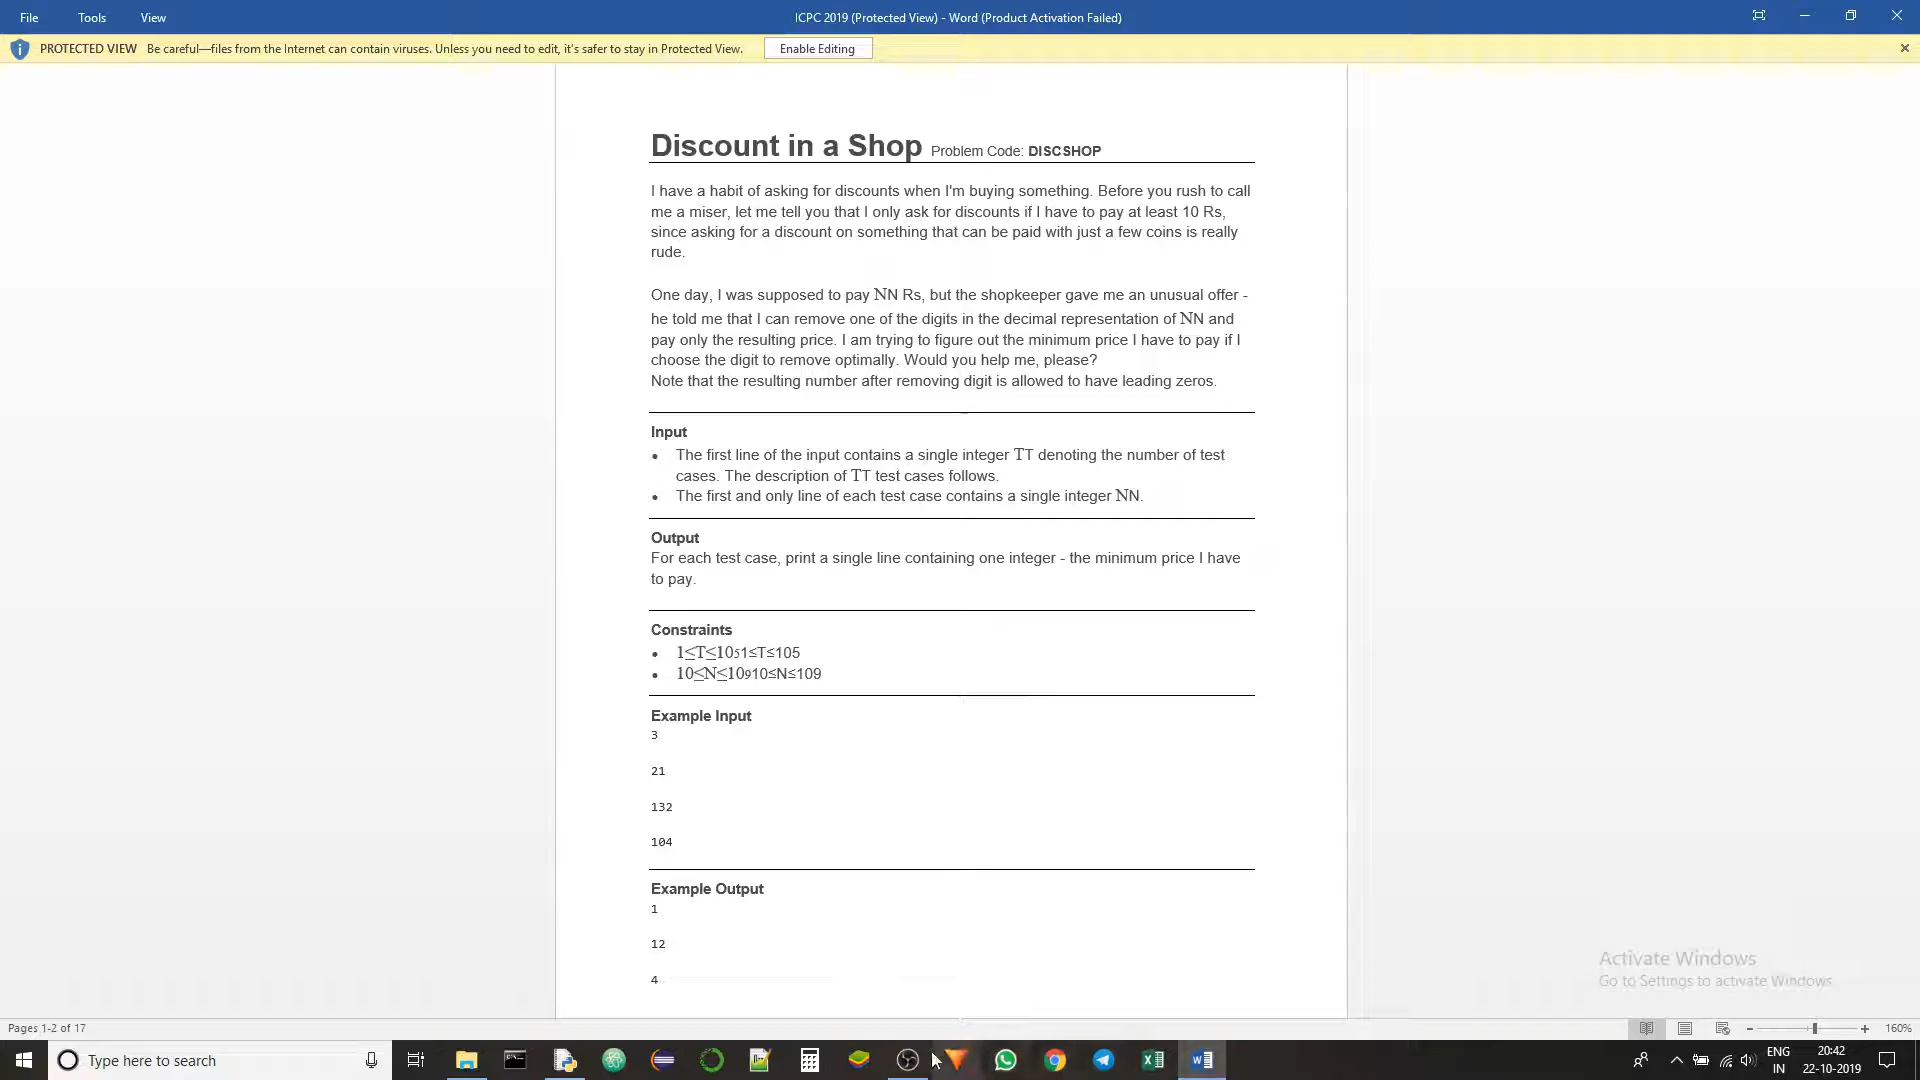 File Tools View ICPC 2019 (Protected View) - Word (Product Activation Failed)
PROTECTED VIEW Be careful—files from the Internet can contain viruses. Unless you need to edit, it's safer to stay in Protected View. Enable Editing
Discount in a Shop Problem Code: DISCSHOP
I have a habit of asking for discounts when I'm buying something. Before you rush to call
me a miser, let me tell you that I only ask for discounts if I have to pay at least 10 Rs,
since asking for a discount on something that can be paid with just a few coins is really
rude.
One day, I was supposed to pay NN Rs, but the shopkeeper gave me an unusual offer -
he told me that I can remove one of the digits in the decimal representation of NN and
pay only the resulting price. I am trying to figure out the minimum price I have to pay if I
choose the digit to remove optimally. Would you help me, please?
Note that the resulting number after removing digit is allowed to have leading zeros.
Input
• The first line of the input contains a single integer TT denoting the number of test
cases. The description of TT test cases follows.
• The first and only line of each test case contains a single integer NN.
Output
For each test case, print a single line containing one integer - the minimum price I have
to pay.
Constraints
• 1≤T≤1051≤T≤105
• 10≤N≤10910≤N≤109
Example Input
3
21
132
104
Example Output
1
12
4
Activate Windows
Go to Settings to activate Windows
Pages 1-2 of 17 160%
Type here to search ENG 20:42
IN 22-10-2019